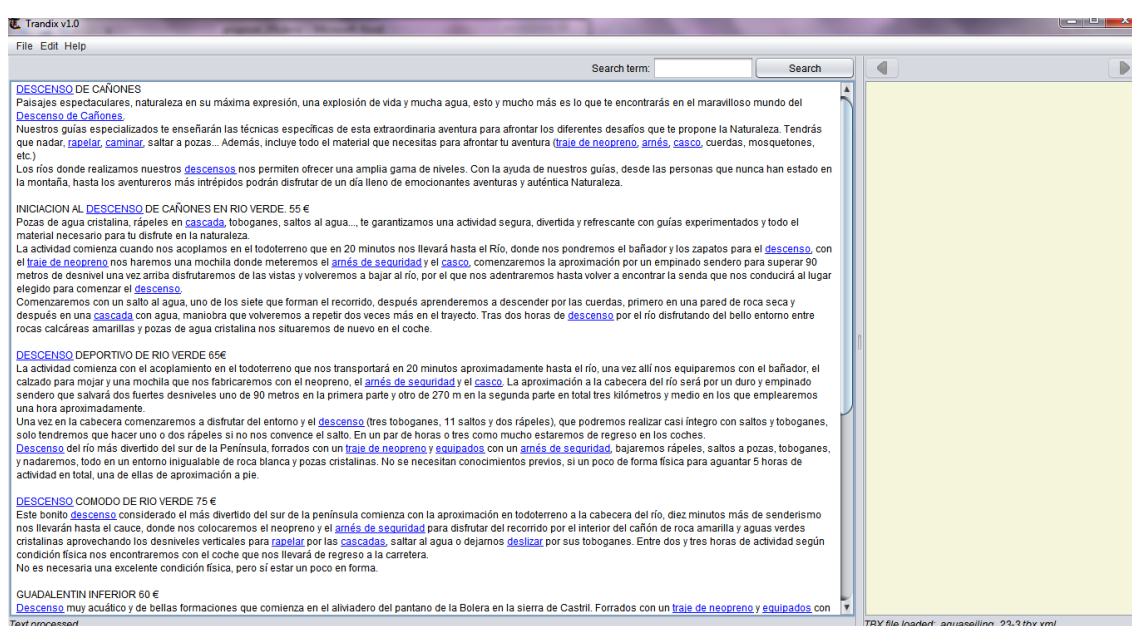 Trandix v1.0
File Edit Help
Search term: Search
DESCENSO DE CAÑONES
Paisajes espectaculares, naturaleza en su máxima expresión, una explosión de vida y mucha agua, esto y mucho más es lo que te encontrarás en el maravilloso mundo del
Descenso de Cañones.
Nuestros guías especializados te enseñarán las técnicas específicas de esta extraordinaria aventura para afrontar los diferentes desafíos que te propone la Naturaleza. Tendrás
que nadar, rapelar, caminar, saltar a pozas... Además, incluye todo el material que necesitas para afrontar tu aventura (traje de neopreno, arnés, casco, cuerdas, mosquetones,
etc.)
Los ríos donde realizamos nuestros descensos nos permiten ofrecer una amplia gama de niveles. Con la ayuda de nuestros guías, desde las personas que nunca han estado en
la montaña, hasta los aventureros más intrépidos podrán disfrutar de un día lleno de emocionantes aventuras y auténtica Naturaleza.
INICIACION AL DESCENSO DE CAÑONES EN RIO VERDE. 55 €
Pozas de agua cristalina, rápeles en cascada, toboganes, saltos al agua..., te garantizamos una actividad segura, divertida y refrescante con guías experimentados y todo el
material necesario para tu disfrute en la naturaleza.
La actividad comienza cuando nos acoplamos en el todoterreno que en 20 minutos nos llevará hasta el Río, donde nos pondremos el bañador y los zapatos para el descenso, con
el traje de neopreno nos haremos una mochila donde meteremos el arnés de seguridad y el casco, comenzaremos la aproximación por un empinado sendero para superar 90
metros de desnivel una vez arriba disfrutaremos de las vistas y volveremos a bajar al río, por el que nos adentraremos hasta volver a encontrar la senda que nos conducirá al lugar
elegido para comenzar el descenso.
Comenzaremos con un salto al agua, uno de los siete que forman el recorrido, después aprenderemos a descender por las cuerdas, primero en una pared de roca seca y
después en una cascada con agua, maniobra que volveremos a repetir dos veces más en el trayecto. Tras dos horas de descenso por el río disfrutando del bello entorno entre
rocas calcáreas amarillas y pozas de agua cristalina nos situaremos de nuevo en el coche.
DESCENSO DEPORTIVO DE RIO VERDE 65€
La actividad comienza con el acoplamiento en el todoterreno que nos transportará en 20 minutos aproximadamente hasta el río, una vez allí nos equiparemos con el bañador, el
calzado para mojar y una mochila que nos fabricaremos con el neopreno, el arnés de seguridad y el casco. La aproximación a la cabecera del río será por un duro y empinado
sendero que salvará dos fuertes desniveles uno de 90 metros en la primera parte y otro de 270 m en la segunda parte en total tres kilómetros y medio en los que emplearemos
una hora aproximadamente.
Una vez en la cabecera comenzaremos a disfrutar del entorno y el descenso (tres toboganes, 11 saltos y dos rápeles), que podremos realizar casi íntegro con saltos y toboganes,
solo tendremos que hacer uno o dos rápeles si no nos convence el salto. En un par de horas o tres como mucho estaremos de regreso en los coches.
Descenso del río más divertido del sur de la Península, forrados con un traje de neopreno y equipados con un arnés de seguridad, bajaremos rápeles, saltos a pozas, toboganes,
y nadaremos, todo en un entorno inigualable de roca blanca y pozas cristalinas. No se necesitan conocimientos previos, si un poco de forma física para aguantar 5 horas de
actividad en total, una de ellas de aproximación a pie.
DESCENSO COMODO DE RIO VERDE 75 €
Este bonito descenso considerado el más divertido del sur de la península comienza con la aproximación en todoterreno a la cabecera del río, diez minutos más de senderismo
nos llevarán hasta el cauce, donde nos colocaremos el neopreno y el arnés de seguridad para disfrutar del recorrido por el interior del cañón de roca amarilla y aguas verdes
cristalinas aprovechando los desniveles verticales para rapelar por las cascadas, saltar al agua o dejarnos deslizar por sus toboganes. Entre dos y tres horas de actividad según
condición física nos encontraremos con el coche que nos llevará de regreso a la carretera.
No es necesaria una excelente condición física, pero sí estar un poco en forma.
GUADALENTIN INFERIOR 60 €
Descenso muy acuático y de bellas formaciones que comienza en el aliviadero del pantano de la Bolera en la sierra de Castril. Forrados con un traje de neopreno y equipados con
Text processed
TBX file loaded: